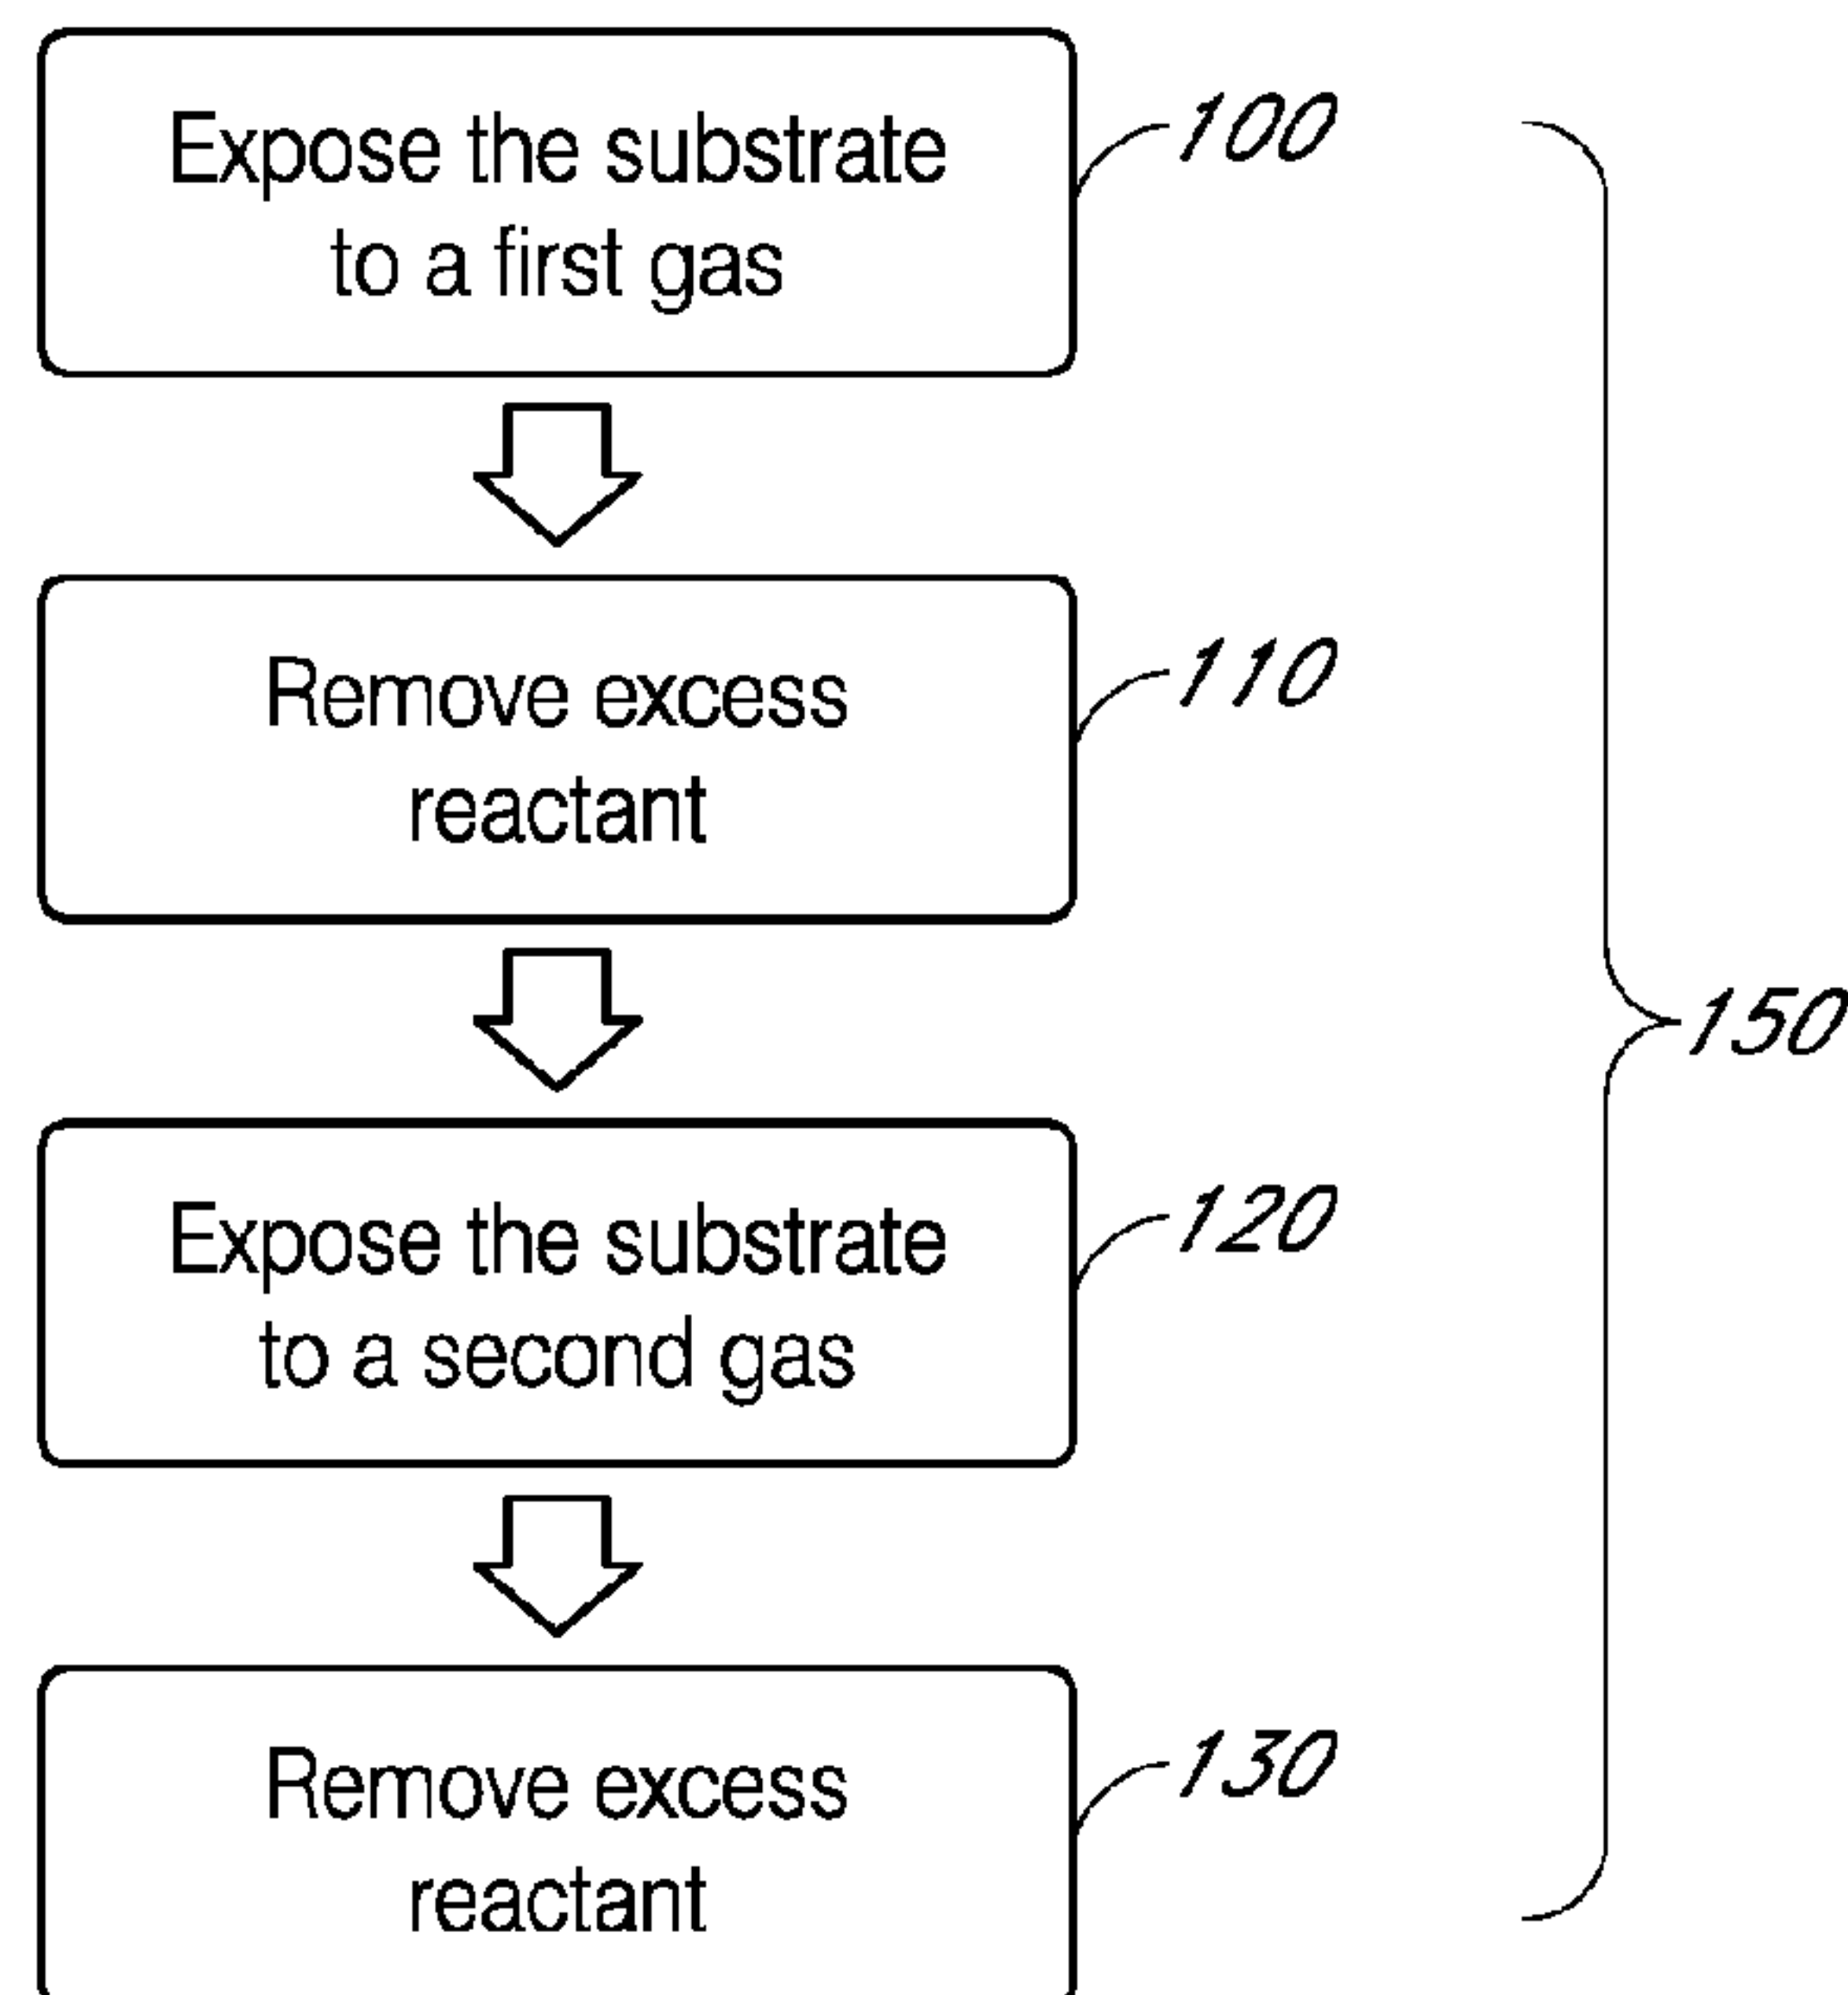 Expose the substrate
to a first gas
100
Remove excess
reactant
110
150
Expose the substrate
to a second gas
120
Remove excess
reactant
130